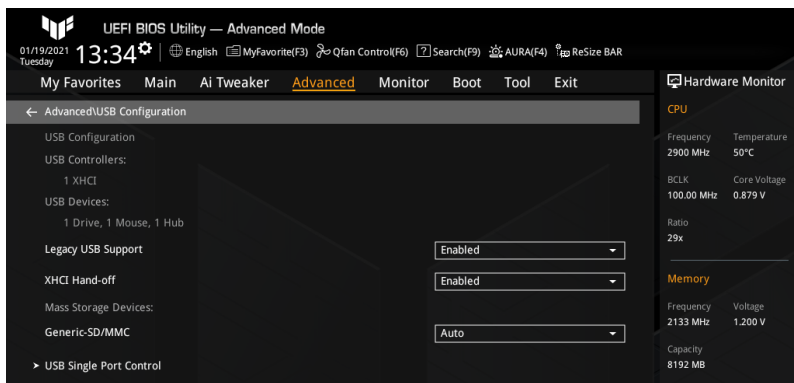 UEFI BIOS Utility — Advanced Mode
01/19/2021 Tuesday 13:34 English MyFavorite(F3) Qfan Control(F6) ? Search(F9) AURA(F4) ReSize BAR
My Favorites Main Ai Tweaker Advanced Monitor Boot Tool Exit
← Advanced\USB Configuration
USB Configuration
USB Controllers:
1 XHCI
USB Devices:
1 Drive, 1 Mouse, 1 Hub
Legacy USB Support Enabled
XHCI Hand-off Enabled
Mass Storage Devices:
Generic-SD/MMC Auto
> USB Single Port Control
Hardware Monitor
CPU
Frequency Temperature
2900 MHz 50°C
BCLK Core Voltage
100.00 MHz 0.879 V
Ratio
29x
Memory
Frequency Voltage
2133 MHz 1.200 V
Capacity
8192 MB